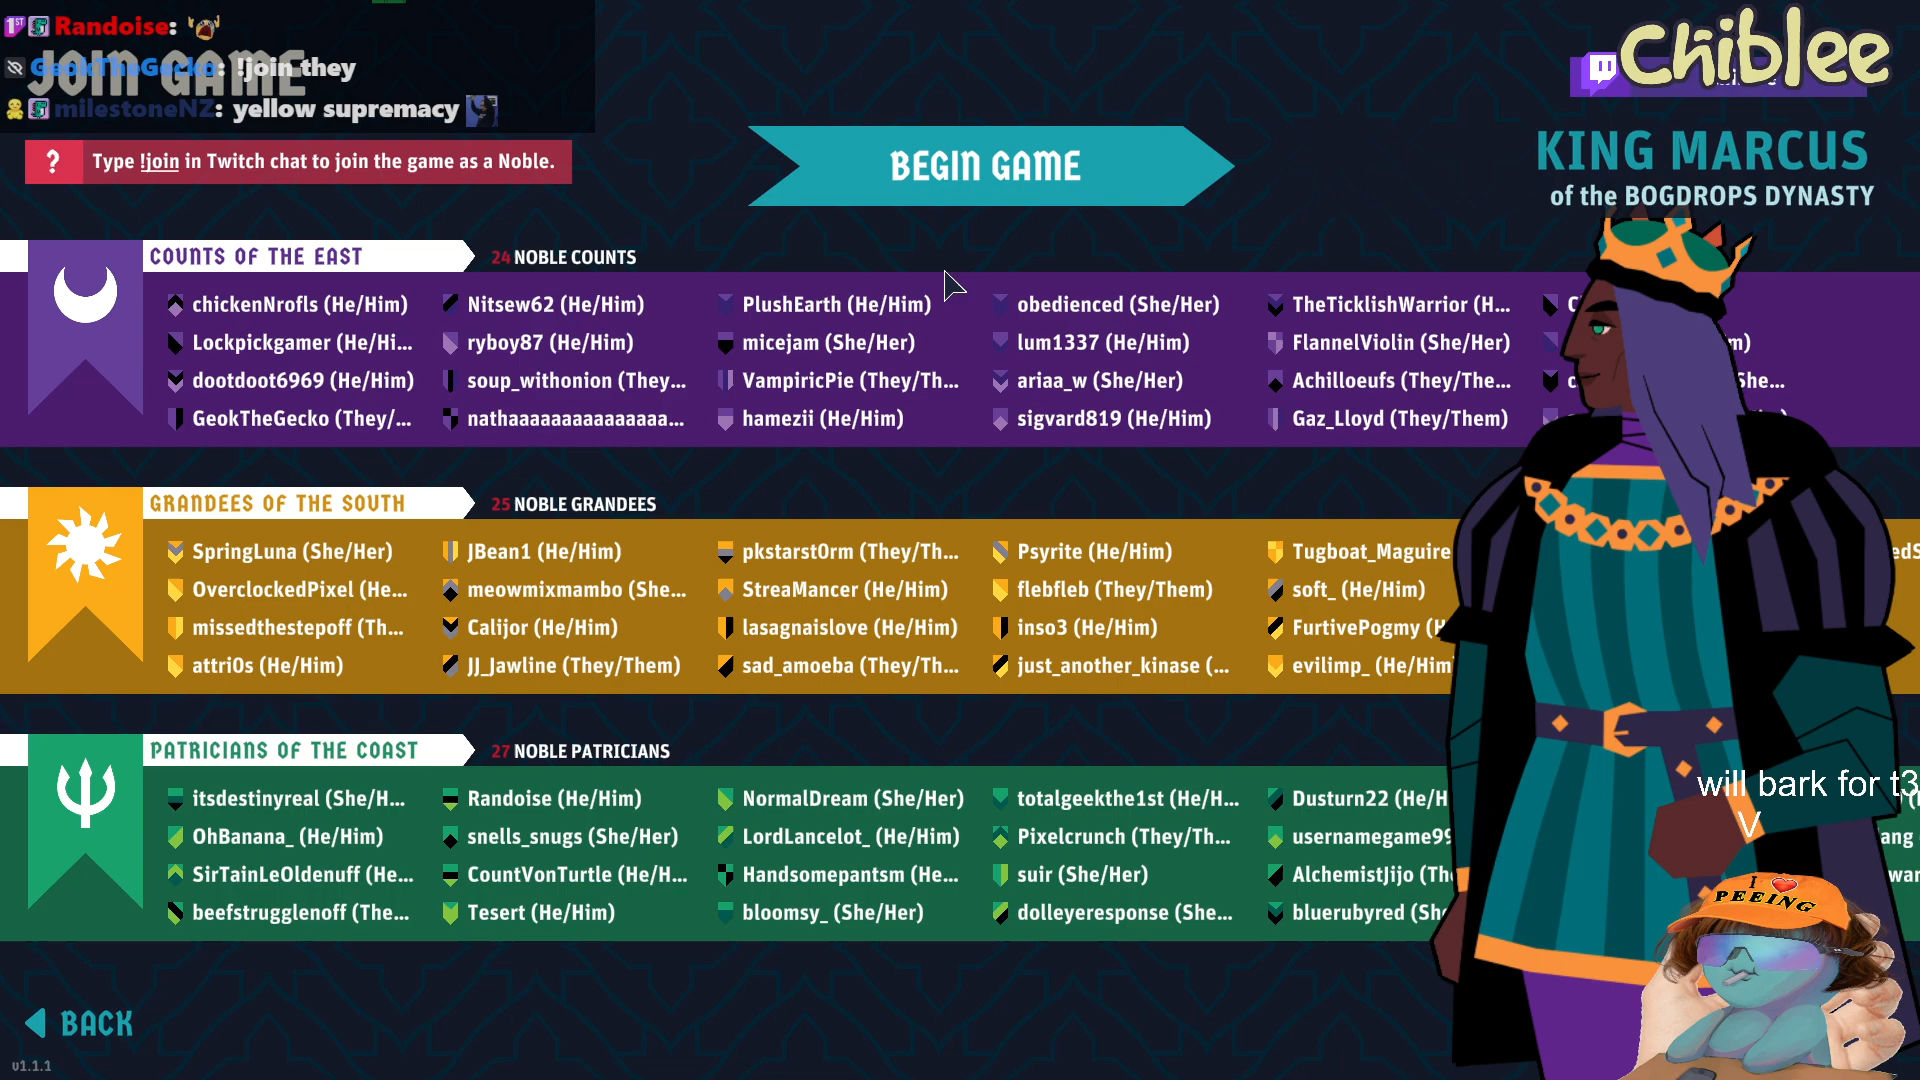 Randoise:
JOIN GAME
GeokTheGecko: !join they
milestoneNZ: yellow supremacy
? Type !join in Twitch chat to join the game as a Noble.
BEGIN GAME
Chiblee
KING MARCUS
of the BOGDROPS DYNASTY
COUNTS OF THE EAST
24 NOBLE COUNTS
chickenNrofls (He/Him) Nitsew62 (He/Him) PlushEarth (He/Him) obedienced (She/Her) TheTicklishWarrior (H...
Lockpickgamer (He/Hi... ryboy87 (He/Him) micejam (She/Her) lum1337 (He/Him) FlannelViolin (She/Her)
dootdoot6969 (He/Him) soup_withonion (They... VampiricPie (They/Th... ariaa_w (She/Her) Achilloeufs (They/The...
GeokTheGecko (They/... nathaaaaaaaaaaaaaaa... hamezii (He/Him) sigvard819 (He/Him) Gaz_Lloyd (They/Them)
GRANDEES OF THE SOUTH
25 NOBLE GRANDEES
SpringLuna (She/Her) JBean1 (He/Him) pkstarst0rm (They/Th... Psyrite (He/Him) Tugboat_Maguire
OverclockedPixel (He... meowmixmambo (She... StreaMancer (He/Him) flebfleb (They/Them) soft_ (He/Him)
missedthestepoff (Th... Calijor (He/Him) lasagnaislove (He/Him) inso3 (He/Him) FurtivePogmy
attri0s (He/Him) JJ_Jawline (They/Them) sad_amoeba (They/Th... just_another_kinase (... evilimp_ (He/Him
PATRICIANS OF THE COAST
27 NOBLE PATRICIANS
itsdestinyreal (She/H... Randoise (He/Him) NormalDream (She/Her) totalgeekthe1st (He/H... Dusturn22 (He/H
OhBanana_ (He/Him) snells_snugs (She/Her) LordLancelot_ (He/Him) Pixelcrunch (They/Th... usernamegame99
SirTainLeOldenuff (He... CountVonTurtle (He/H... Handsomepantsm (He... suir (She/Her) AlchemistJijo (Th
beefstrugglenoff (The... Tesert (He/Him) bloomsy_ (She/Her) dolleyeresponse (She... bluerubyred (She
will bark for t3
V
I ❤ PEEING
BACK
v1.1.1